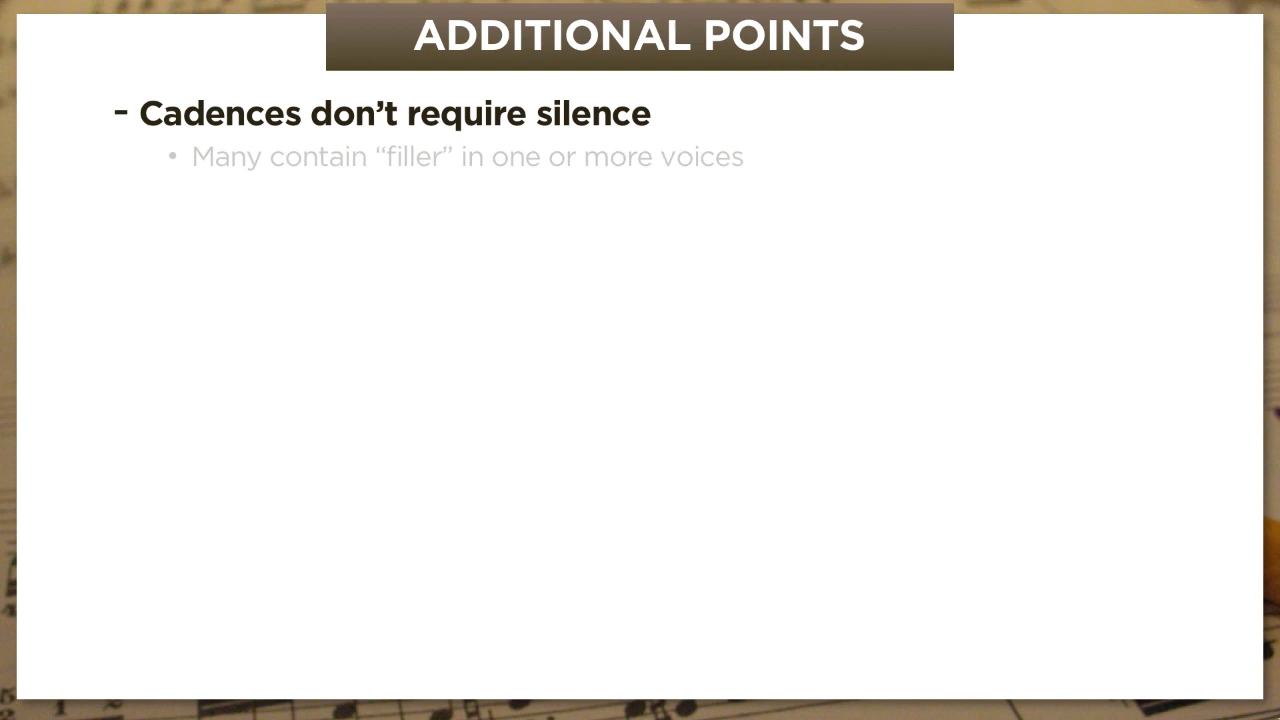 ADDITIONAL POINTS
- Cadences don’t require silence
• Many contain “filler” in one or more voices